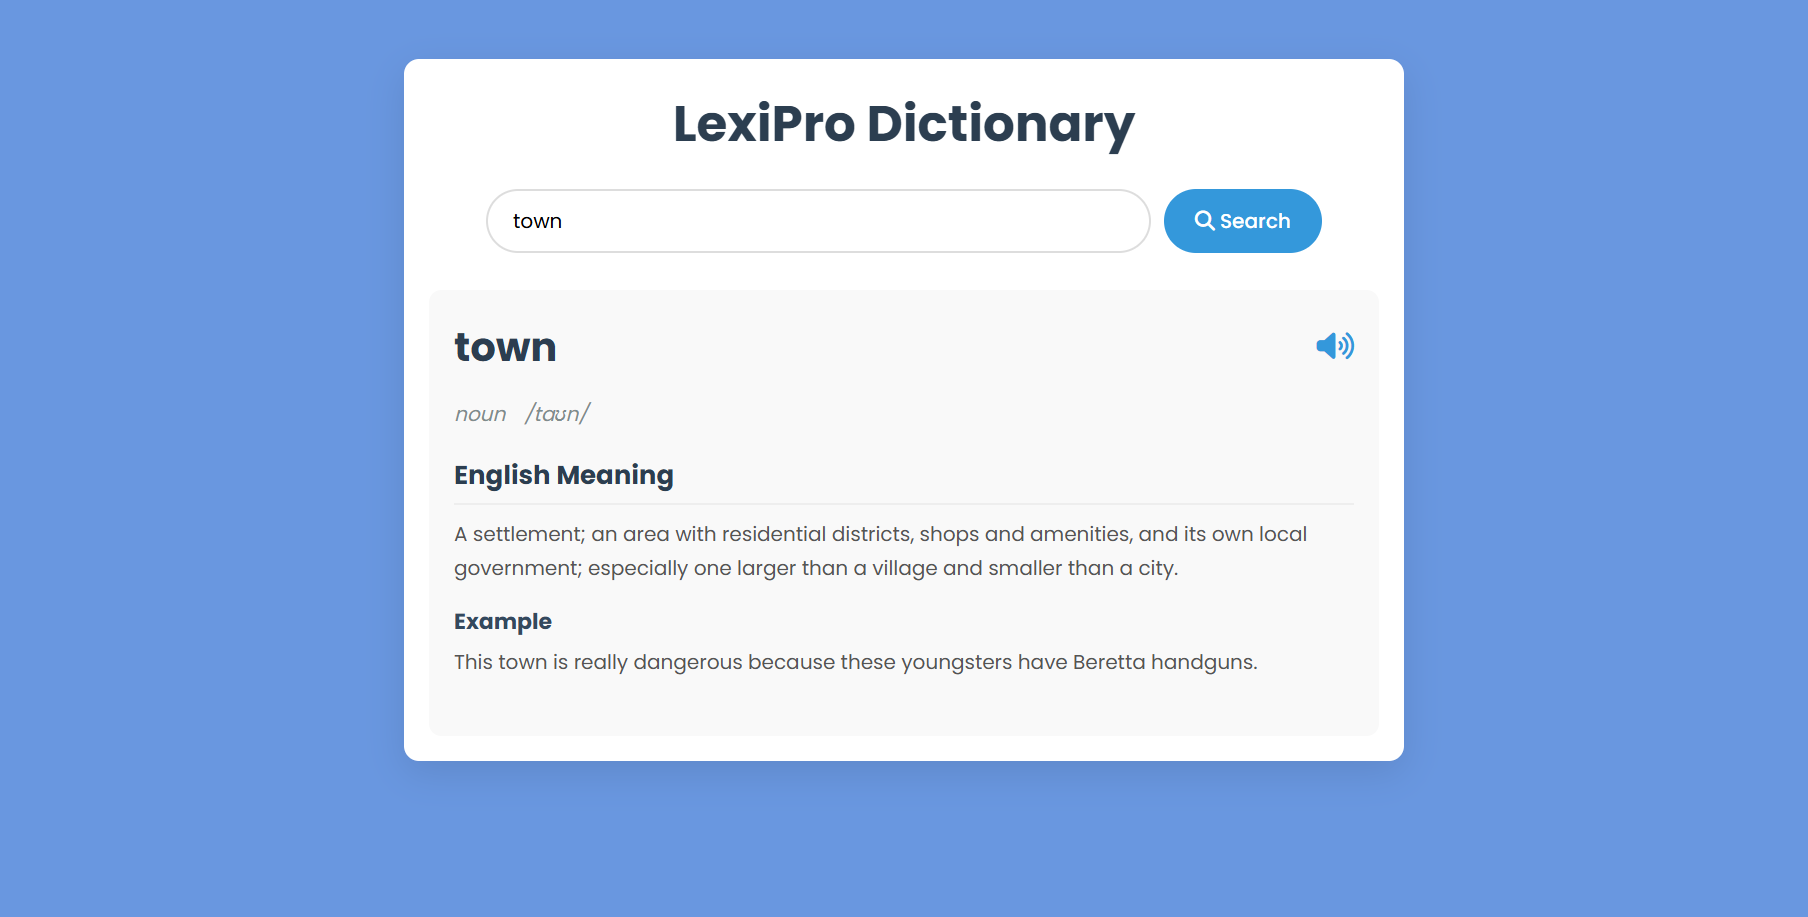 LexiPro Dictionary
town
Search
town
noun /taʊn/
English Meaning
A settlement; an area with residential districts, shops and amenities, and its own local
government; especially one larger than a village and smaller than a city.
Example
This town is really dangerous because these youngsters have Beretta handguns.